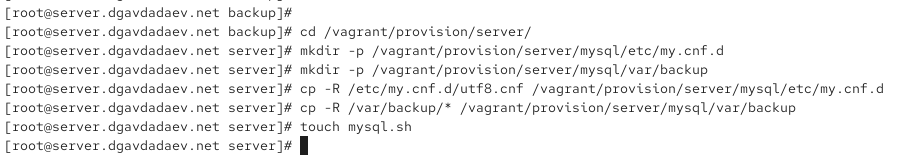 [root@server.dgavdadaev.net backup]#
[root@server.dgavdadaev.net backup]# cd /vagrant/provision/server/
[root@server.dgavdadaev.net server]# mkdir -p /vagrant/provision/server/mysql/etc/my.cnf.d
[root@server.dgavdadaev.net server]# mkdir -p /vagrant/provision/server/mysql/var/backup
[root@server.dgavdadaev.net server]# cp -R /etc/my.cnf.d/utf8.cnf /vagrant/provision/server/mysql/etc/my.cnf.d
[root@server.dgavdadaev.net server]# cp -R /var/backup/* /vagrant/provision/server/mysql/var/backup
[root@server.dgavdadaev.net server]# touch mysql.sh
[root@server.dgavdadaev.net server]#